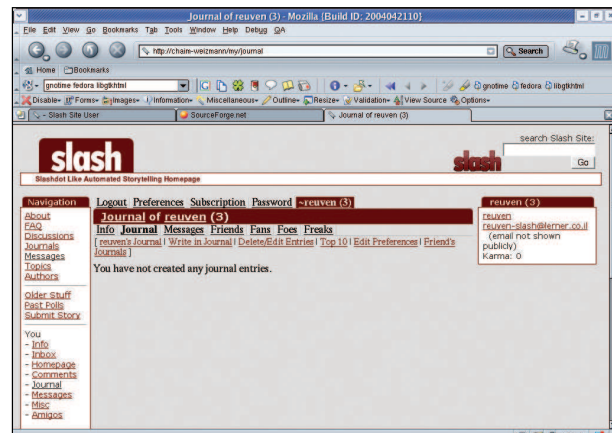 Journal of reuven (3) - Mozilla {Build ID: 2004042110}
File Edit View Go Bookmarks Tab Tools Window Help Debug QA
http://chaim-weizmann/my/journal Search
Home Bookmarks
gnotime fedora libgtkhtml gnotime fedora libgtkhtml
Disable Forms Images Information Miscellaneous Outline Resize Validation View Source Options
~ Slash Site User SourceForge.net Journal of reuven (3)
search Slash Site:
slash slash Go
Slashdot Like Automated Storytelling Homepage
Navigation
About
FAQ
Discussions
Journals
Messages
Topics
Authors
Older Stuff
Past Polls
Submit Story
You
- Info
- Inbox
- Homepage
- Comments
- Journal
- Messages
- Misc
- Amigos
Logout Preferences Subscription Password ~reuven (3)
Journal of reuven (3)
Info Journal Messages Friends Fans Foes Freaks
[ reuven's Journal | Write in Journal | Delete/Edit Entries | Top 10 | Edit Preferences | Friend's
Journals ]
You have not created any journal entries.
reuven (3)
reuven
reuven-slash@lerner.co.il
(email not shown
publicly)
Karma: 0